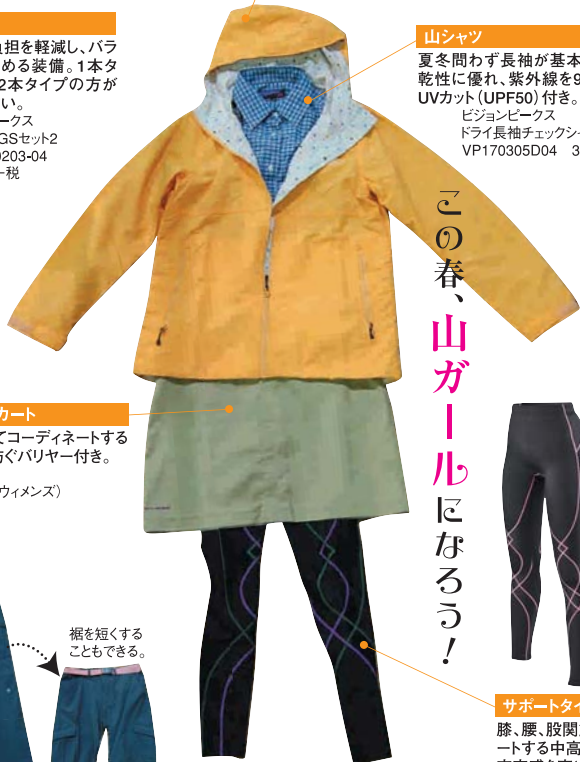 負担を軽減し、バラ
める装備。1本タ
2本タイプの方が
い。
ークス
GSセット2
0203-04
＋税
山シャツ
夏冬問わず長袖が基本
乾性に優れ、紫外線を9
UVカット（UPF50）付き。
ビジョンピークス
ドライ長袖チェックシ
VP170305D04　3
この春、山ガールになろう！
カート
てコーディネートする
防ぐバリヤー付き。
ウィメンズ）
裾を短くする
こともできる。
サポートタイ
膝、腰、股関
ートする中高